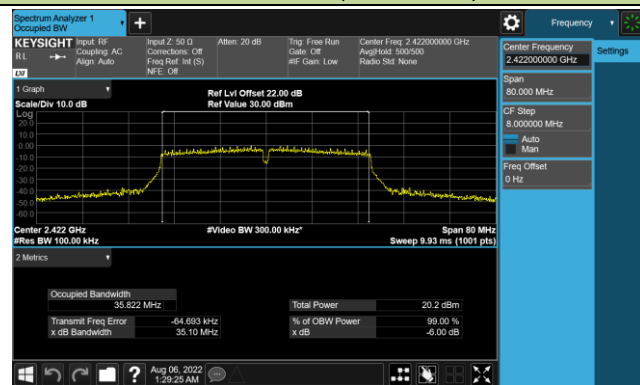 Spectrum Analyzer 1
Occupied BW
Frequency
KEYSIGHT Input: RF Input Z: 50 Ω Atten: 20 dB Trig: Free Run Center Freq: 2.422000000 GHz
RL Coupling: AC Corrections: Off Gate: Off Avg|Hold: 500/500
Align: Auto Freq Ref: Int (S) #IF Gain: Low Radio Std: None
LXI NFE: Off
Center Frequency
2.422000000 GHz
Settings
Span
80.000 MHz
CF Step
8.000000 MHz
Auto
Man
Freq Offset
0 Hz
1 Graph
Ref Lvl Offset 22.00 dB
Scale/Div 10.0 dB Ref Value 30.00 dBm
Log
20.0
10.0
0.00
-10.0
-20.0
-30.0
-40.0
-50.0
-60.0
Center 2.422 GHz #Video BW 300.00 kHz* Span 80 MHz
#Res BW 100.00 kHz Sweep 9.93 ms (1001 pts)
2 Metrics
Occupied Bandwidth
35.822 MHz Total Power 20.2 dBm
Transmit Freq Error -64.693 kHz % of OBW Power 99.00 %
x dB Bandwidth 35.10 MHz x dB -6.00 dB
? Aug 06, 2022
1:29:25 AM